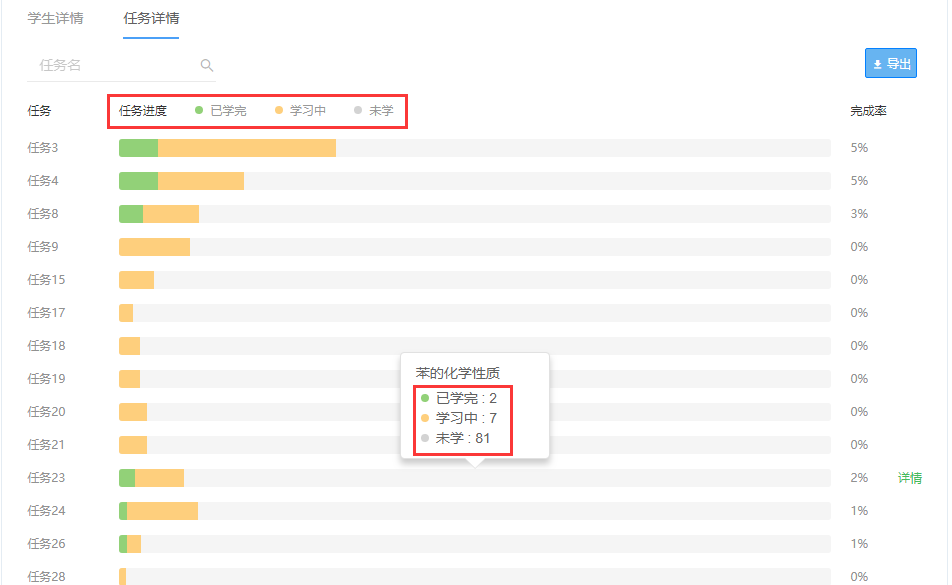 学生详情 任务详情
任务名 导出
任务 任务进度 已学完 学习中 未学 完成率
任务3 5%
任务4 5%
任务8 3%
任务9 0%
任务15 0%
任务17 0%
任务18 0%
苯的化学性质
任务19 0%
已学完 : 2
任务20 0%
学习中 : 7
未学 : 81
任务21 0%
任务23 2% 详情
任务24 1%
任务26 1%
任务28 0%